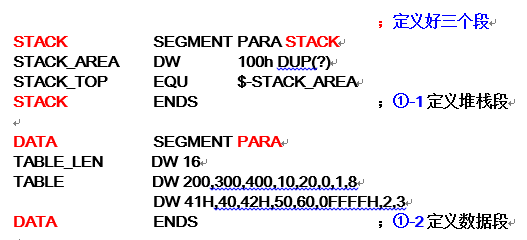 ; 定义好三个段
STACK SEGMENT PARA STACK
STACK_AREA DW 100h DUP(?)
STACK_TOP EQU $-STACK_AREA
STACK ENDS ; ①-1 定义堆栈段
DATA SEGMENT PARA
TABLE_LEN DW 16
TABLE DW 200,300,400,10,20,0,1,8
DW 41H,40,42H,50,60,0FFFFH,2,3
DATA ENDS ; ①-2 定义数据段